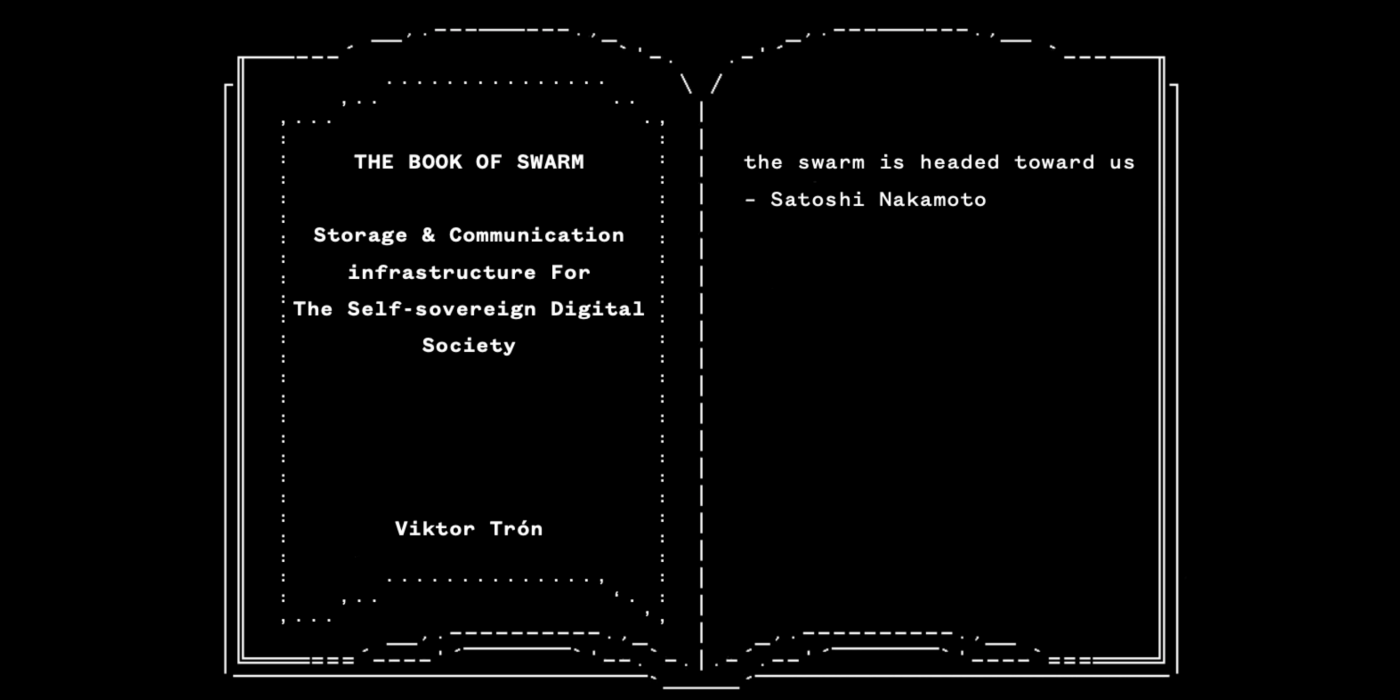 THE BOOK OF SWARM
Storage & Communication
infrastructure For
The Self-sovereign Digital
Society
Viktor Trón
the swarm is headed toward us
– Satoshi Nakamoto